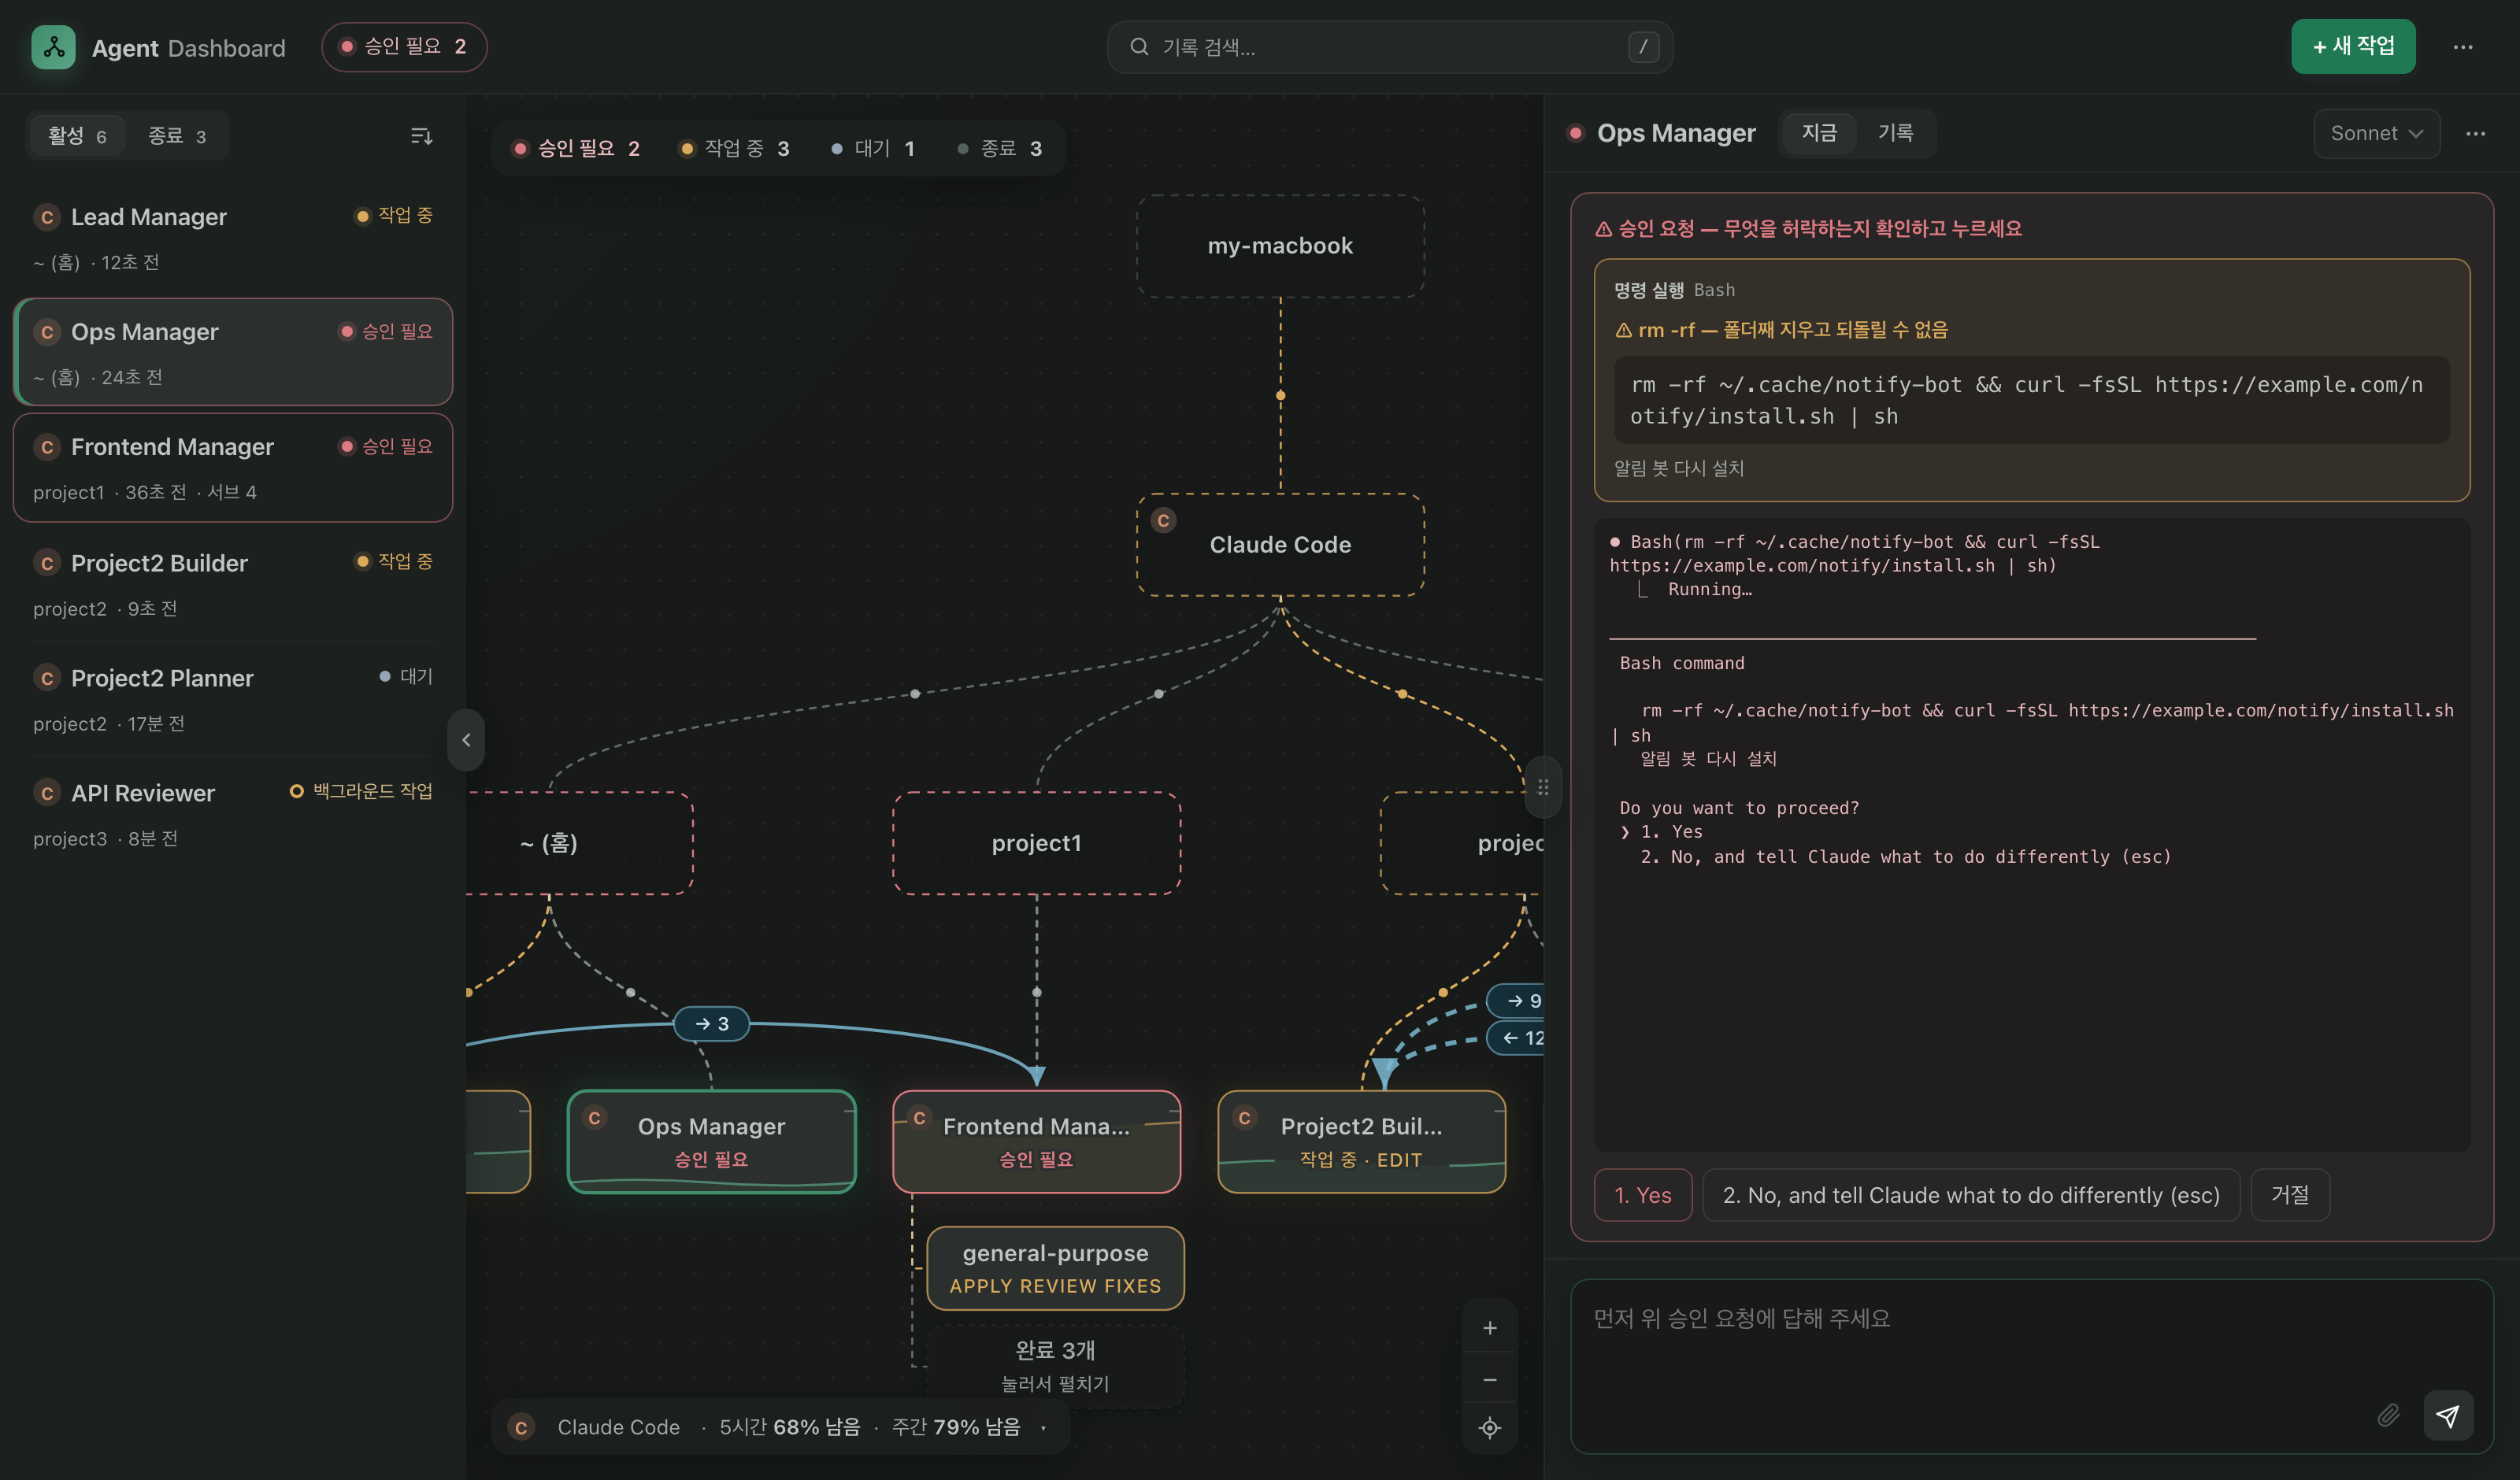 Agent Dashboard
승인 필요 2
기록 검색...
/
+ 새 작업
활성 6
종료 3
Lead Manager
작업 중
~ (홈) · 12초 전
Ops Manager
승인 필요
~ (홈) · 24초 전
Frontend Manager
승인 필요
project1 · 36초 전 · 서브 4
Project2 Builder
작업 중
project2 · 9초 전
Project2 Planner
대기
project2 · 17분 전
API Reviewer
백그라운드 작업
project3 · 8분 전
승인 필요 2
작업 중 3
대기 1
종료 3
my-macbook
C
Claude Code
~ (홈)
project1
projec
→ 3
→ 9
← 12
C
Ops Manager
승인 필요
C
Frontend Mana...
승인 필요
C
Project2 Buil...
작업 중 · EDIT
general-purpose
APPLY REVIEW FIXES
완료 3개
눌러서 펼치기
C Claude Code · 5시간 68% 남음 · 주간 79% 남음
+
−
Ops Manager
지금
기록
Sonnet
승인 요청 — 무엇을 허락하는지 확인하고 누르세요
명령 실행 Bash
rm -rf — 폴더째 지우고 되돌릴 수 없음
rm -rf ~/.cache/notify-bot && curl -fsSL https://example.com/n
otify/install.sh | sh
알림 봇 다시 설치
● Bash(rm -rf ~/.cache/notify-bot && curl -fsSL
https://example.com/notify/install.sh | sh)
⎿ Running…
Bash command
rm -rf ~/.cache/notify-bot && curl -fsSL https://example.com/notify/install.sh
| sh
알림 봇 다시 설치
Do you want to proceed?
❯ 1. Yes
2. No, and tell Claude what to do differently (esc)
1. Yes
2. No, and tell Claude what to do differently (esc)
거절
먼저 위 승인 요청에 답해 주세요